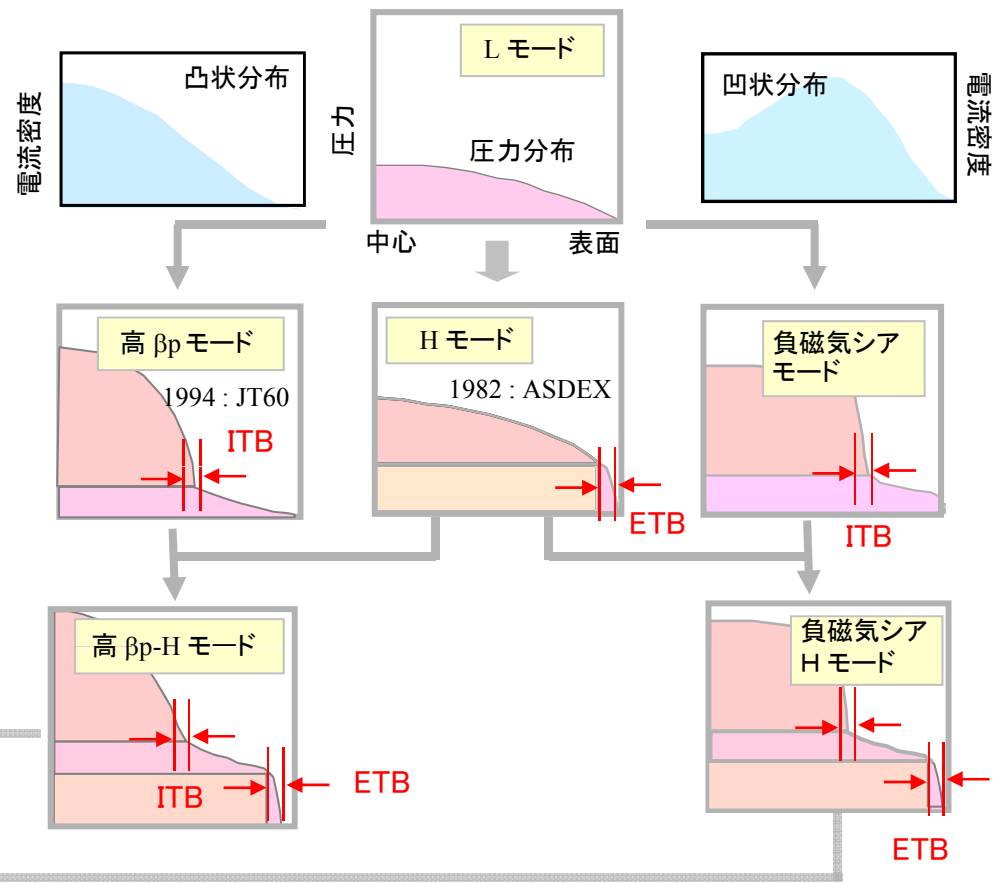 電流密度
凸状分布
L モード
圧力
圧力分布
中心
表面
凹状分布
電流密度
高 βp モード
1994 : JT60
ITB
H モード
1982 : ASDEX
ETB
負磁気シア
モード
ITB
高 βp-H モード
ITB
ETB
負磁気シア
H モード
ETB